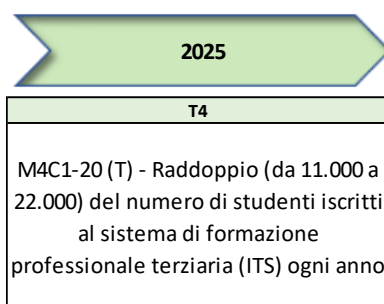 2025
T4
M4C1-20 (T) - Raddoppio (da 11.000 a
22.000) del numero di studenti iscritti
al sistema di formazione
professionale terziaria (ITS) ogni anno